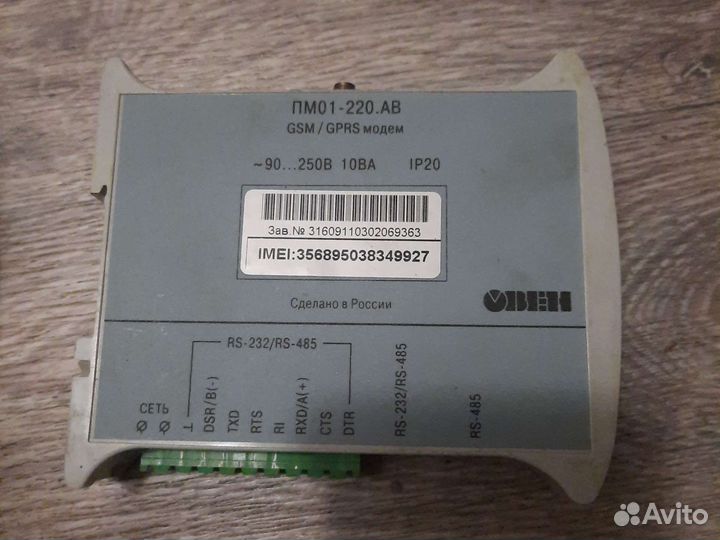 ПМ01-220.АВ
GSM/GPRS модем
~90...250В 10ВА IP20
Зав.№ 31609110302069363
IMEI:356895038349927
Сделано в России
ОВЕН
RS-232/RS-485
СЕТЬ
DSR/B(-)
TXD
RTS
RI
RXD/A(+)
CTS
DTR
RS-232/RS-485
RS-485
Avito